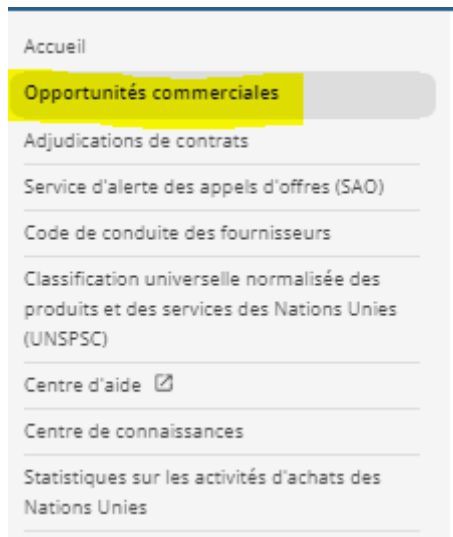 Accueil
Opportunités commerciales
Adjudications de contrats
Service d'alerte des appels d'offres (SAO)
Code de conduite des fournisseurs
Classification universelle normalisée des
produits et des services des Nations Unies
(UNSPSC)
Centre d'aide
Centre de connaissances
Statistiques sur les activités d'achats des
Nations Unies